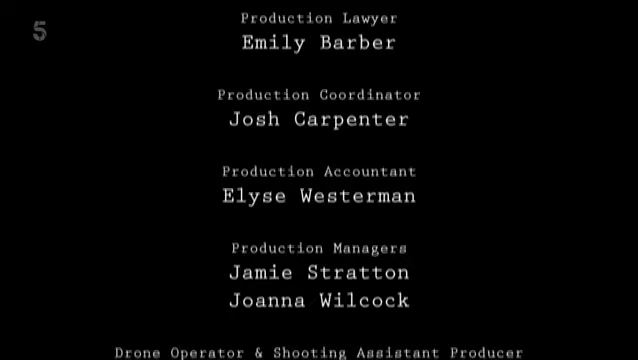 5
Production Lawyer
Emily Barber
Production Coordinator
Josh Carpenter
Production Accountant
Elyse Westerman
Production Managers
Jamie Stratton
Joanna Wilcock
Drone Operator & Shooting Assistant Producer